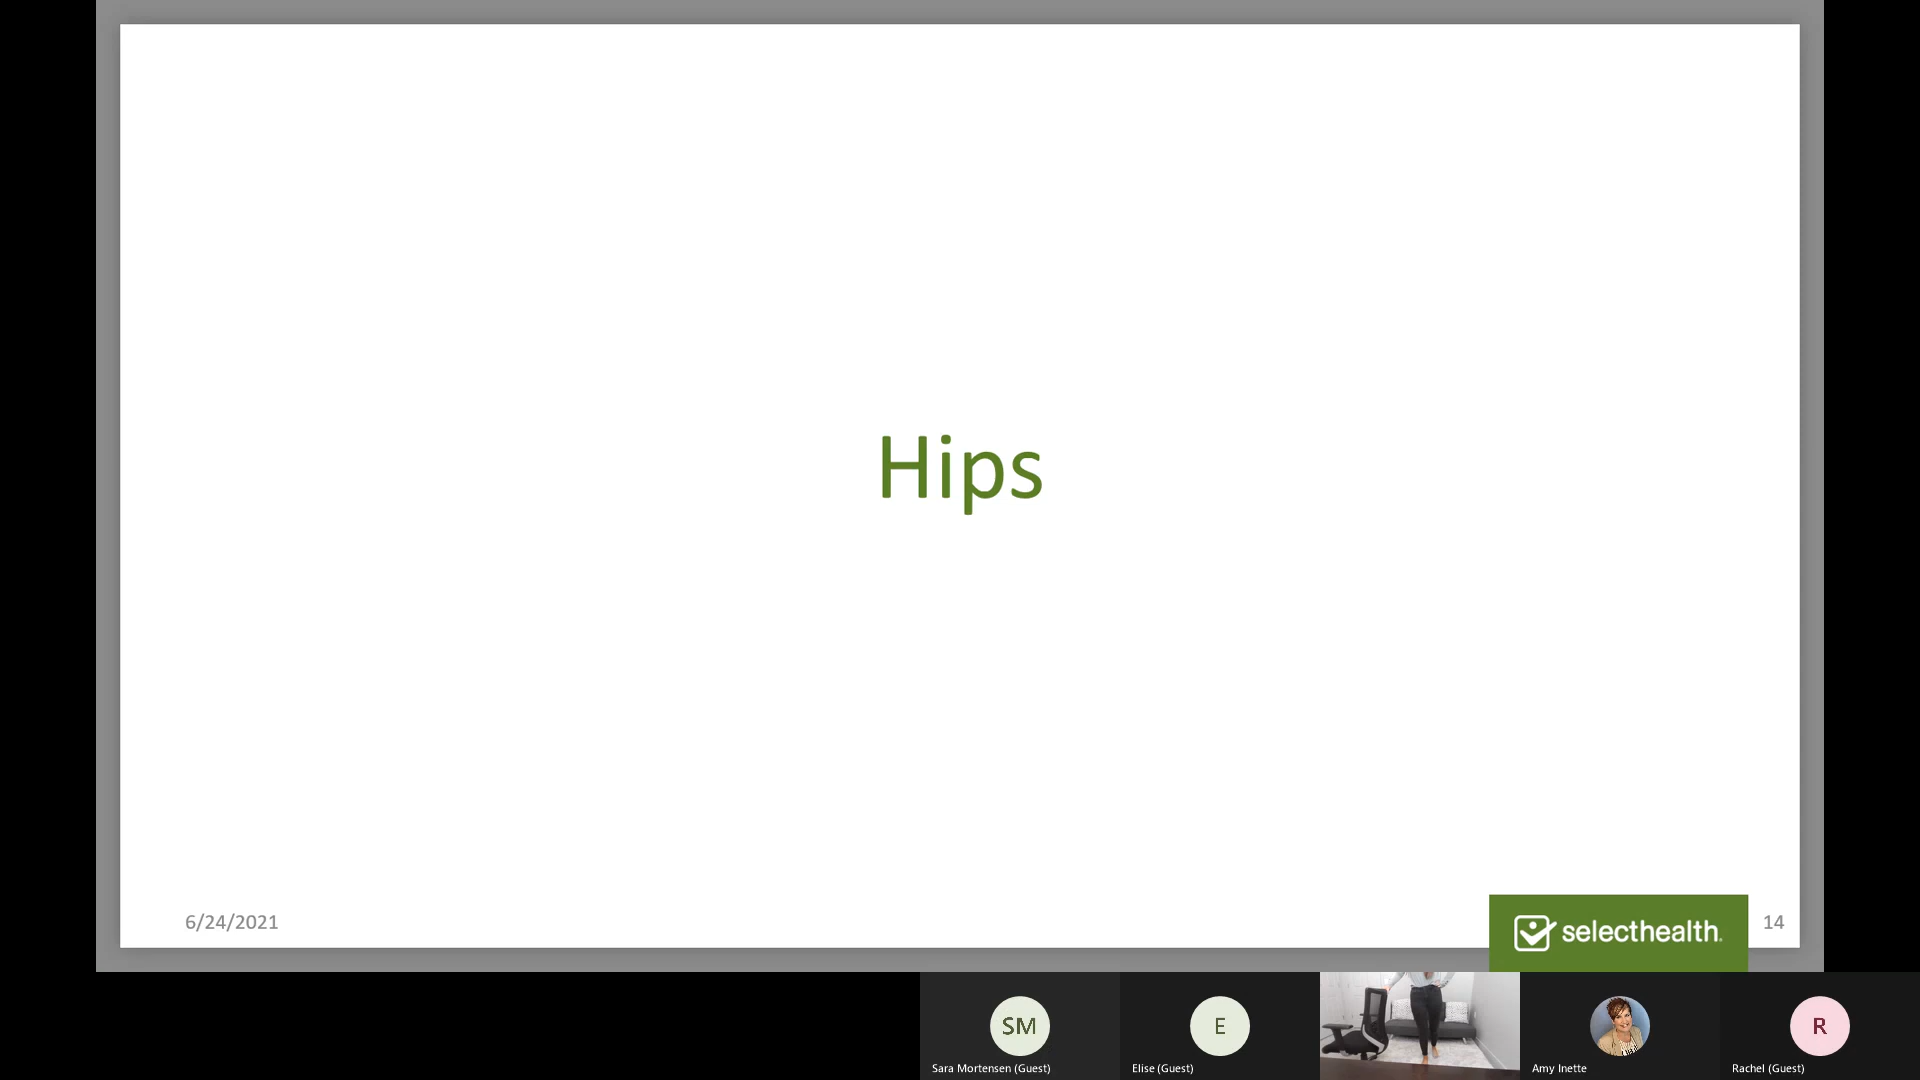 Hips
6/24/2021
selecthealth.
14
SM
Sara Mortensen (Guest)
E
Elise (Guest)
Amy Inette
R
Rachel (Guest)